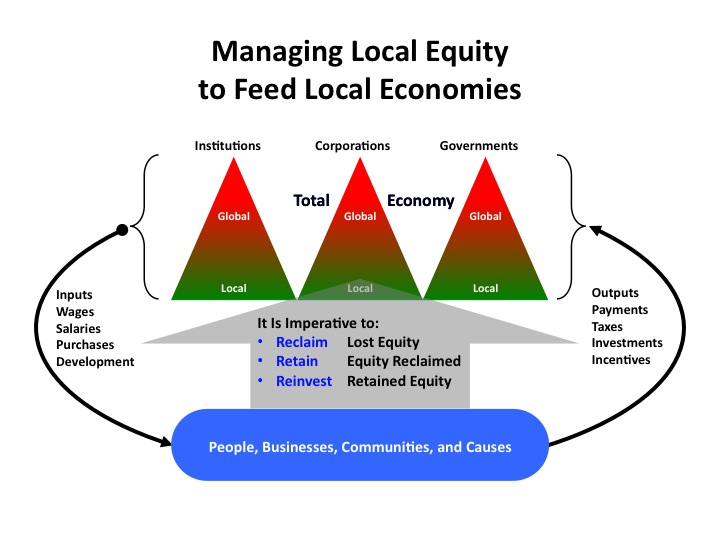 Managing Local Equity
to Feed Local Economies
Institutions
Corporations
Governments
Total Economy
Global
Global
Global
Local
Local
Local
Inputs
Wages
Salaries
Purchases
Development
Outputs
Payments
Taxes
Investments
Incentives
It Is Imperative to:
• Reclaim Lost Equity
• Retain Equity Reclaimed
• Reinvest Retained Equity
People, Businesses, Communities, and Causes